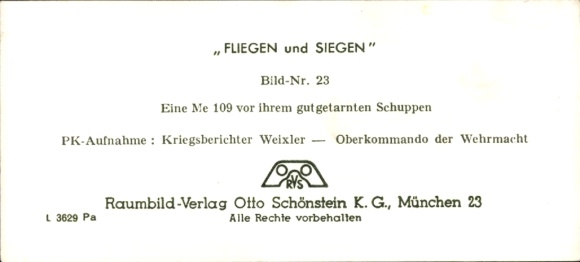 „FLIEGEN und SIEGEN"
Bild-Nr. 23
Eine Me 109 vor ihrem gutgetarnten Schuppen
PK-Aufnahme : Kriegsberichter Weixler — Oberkommando der Wehrmacht
RVS
Raumbild-Verlag Otto Schönstein K. G., München 23
L 3629 Pa
Alle Rechte vorbehalten